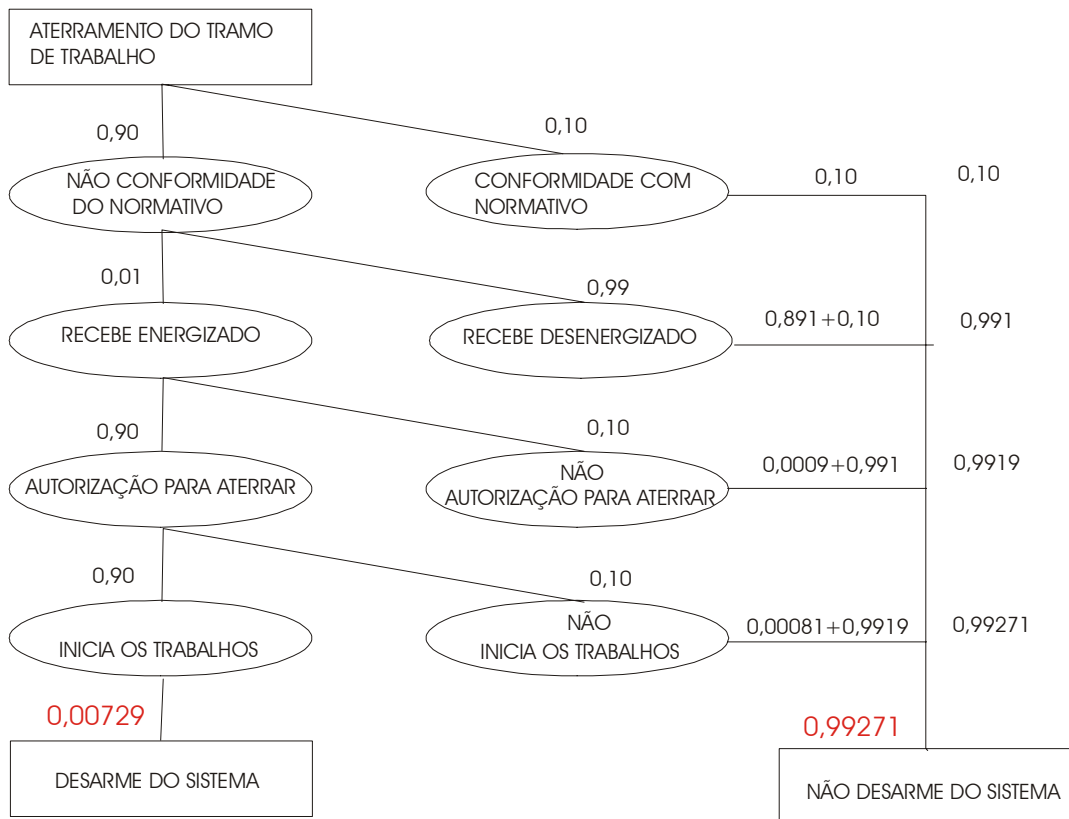 ATERRAMENTO DO TRAMO
DE TRABALHO
0,90
0,10
NÃO CONFORMIDADE
DO NORMATIVO
CONFORMIDADE COM
NORMATIVO
0,10
0,10
0,01
0,99
RECEBE ENERGIZADO
RECEBE DESENERGIZADO
0,891+0,10
0,991
0,90
0,10
AUTORIZAÇÃO PARA ATERRAR
NÃO
AUTORIZAÇÃO PARA ATERRAR
0,0009+0,991
0,9919
0,90
0,10
INICIA OS TRABALHOS
NÃO
INICIA OS TRABALHOS
0,00081+0,9919
0,99271
0,00729
0,99271
DESARME DO SISTEMA
NÃO DESARME DO SISTEMA